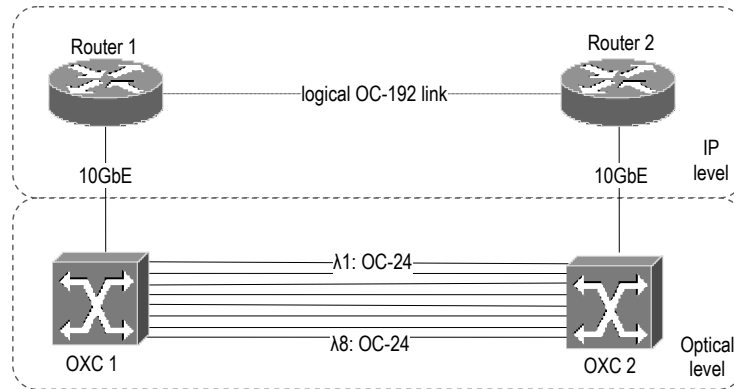 Router 1
Router 2
logical OC-192 link
10GbE
10GbE
IP
level
λ1: OC-24
λ8: OC-24
OXC 1
OXC 2
Optical
level